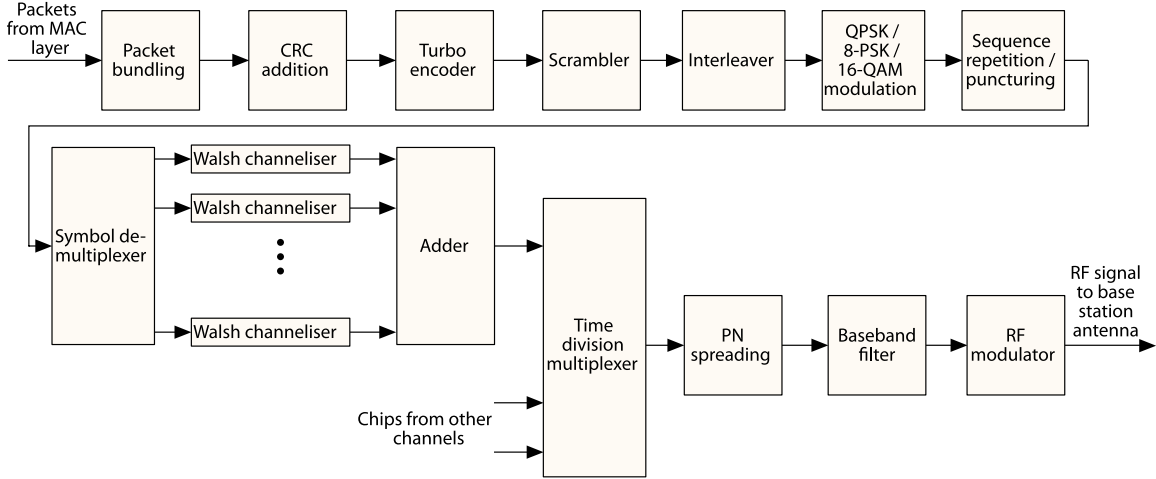 Packets
from MAC
layer
Packet
bundling
CRC
addition
Turbo
encoder
Scrambler
Interleaver
QPSK /
8-PSK /
16-QAM
modulation
Sequence
repetition /
puncturing
Symbol de-
multiplexer
Walsh channeliser
Walsh channeliser
Walsh channeliser
Adder
Chips from other
channels
Time
division
multiplexer
PN
spreading
Baseband
filter
RF
modulator
RF signal
to base
station
antenna